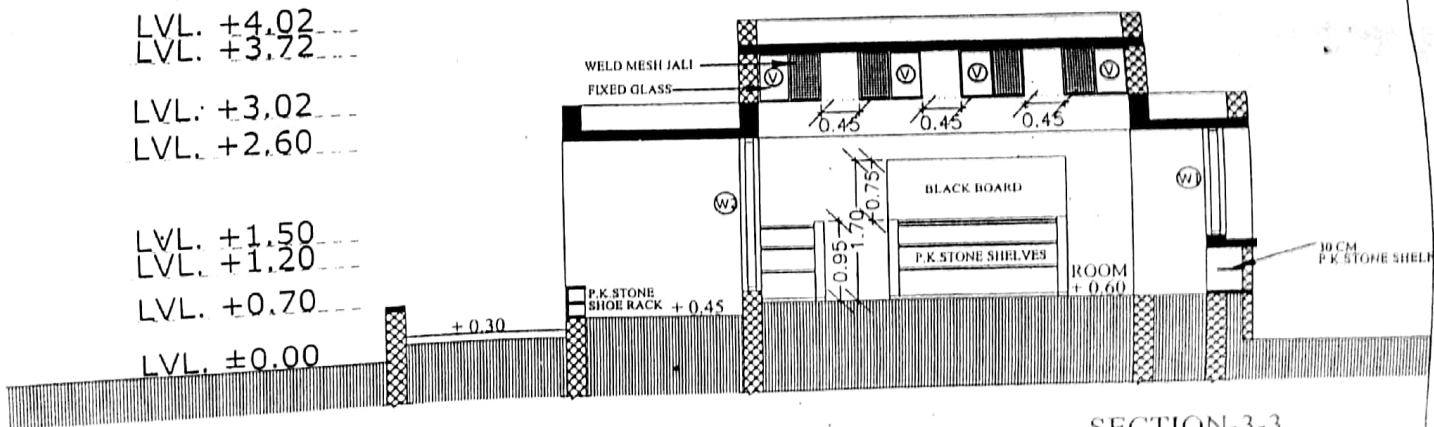 LVL. +4.02
LVL. +3.72
LVL. +3.02
LVL. +2.60
LVL. +1.50
LVL. +1.20
LVL. +0.70
LVL. ±0.00
WELD MESH JALI
FIXED GLASS
V
V
V
V
0.45
0.45
0.45
W2
W1
BLACK BOARD
0.75
1.70
0.95
P.K.STONE SHELVES
ROOM
+ 0.60
P.K.STONE
SHOE RACK
+ 0.45
+ 0.30
30 CM
P K STONE SHELF
SECTION-3-3